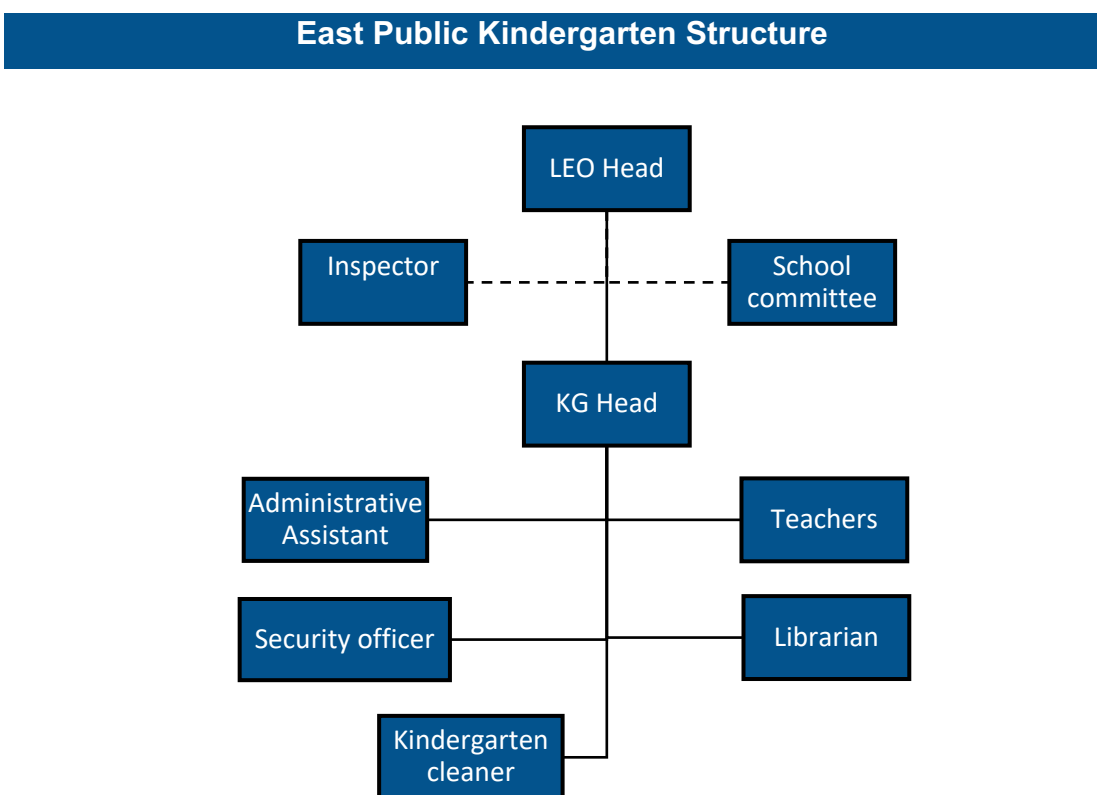 East Public Kindergarten Structure
LEO Head
Inspector
School
committee
KG Head
Administrative
Assistant
Teachers
Security officer
Librarian
Kindergarten
cleaner